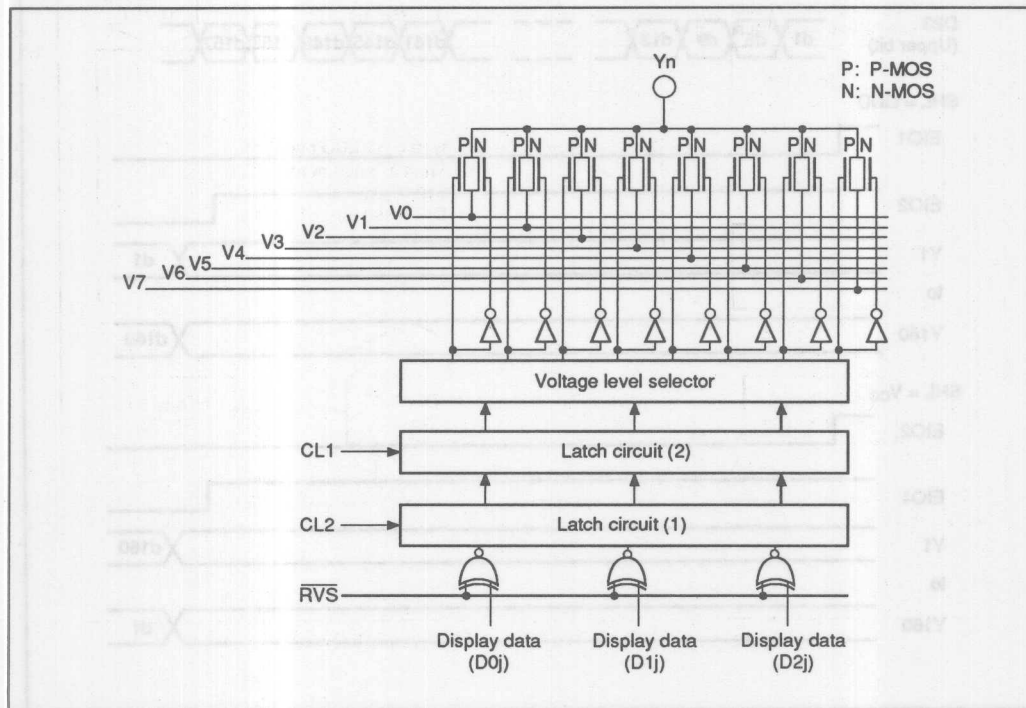 Yn
P: P-MOS
N: N-MOS
P N P N P N P N P N P N P N P N
V0
V1
V2
V3
V4
V5
V6
V7
Voltage level selector
CL1
Latch circuit (2)
CL2
Latch circuit (1)
RVS
Display data
(D0j)
Display data
(D1j)
Display data
(D2j)